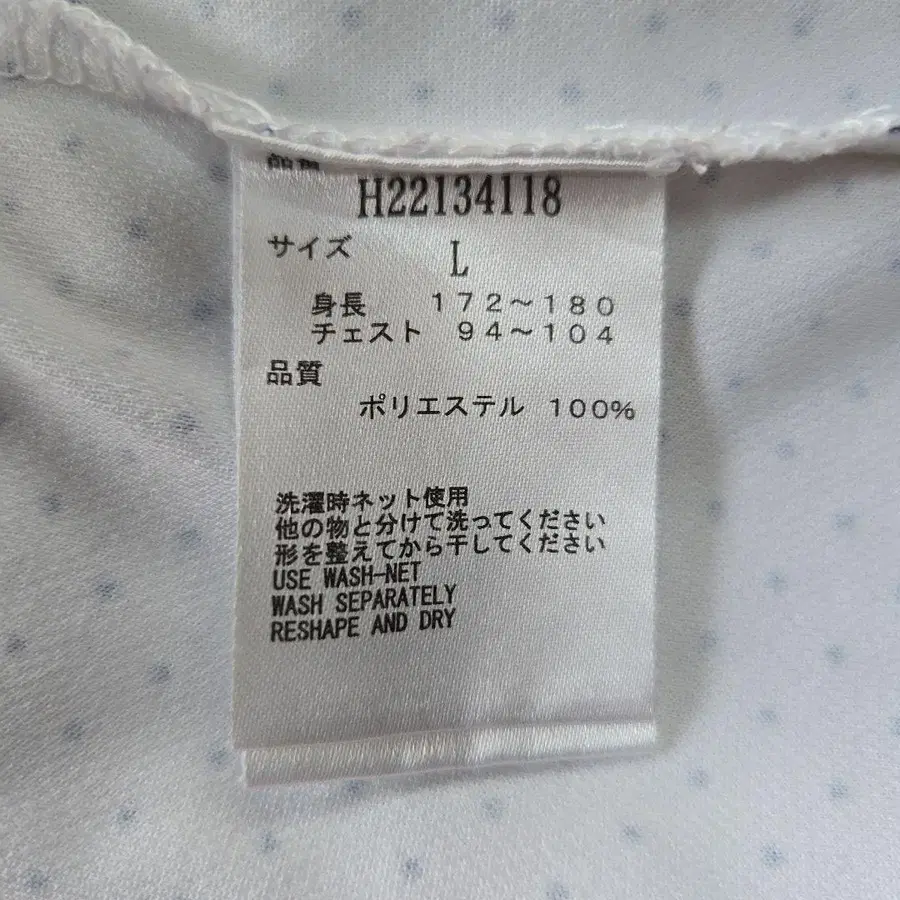 H22134118
サイズ L
身長 172～180
チェスト 94～104
品質
ポリエステル 100%
洗濯時ネット使用
他の物と分けて洗ってください
形を整えてから干してください
USE WASH-NET
WASH SEPARATELY
RESHAPE AND DRY